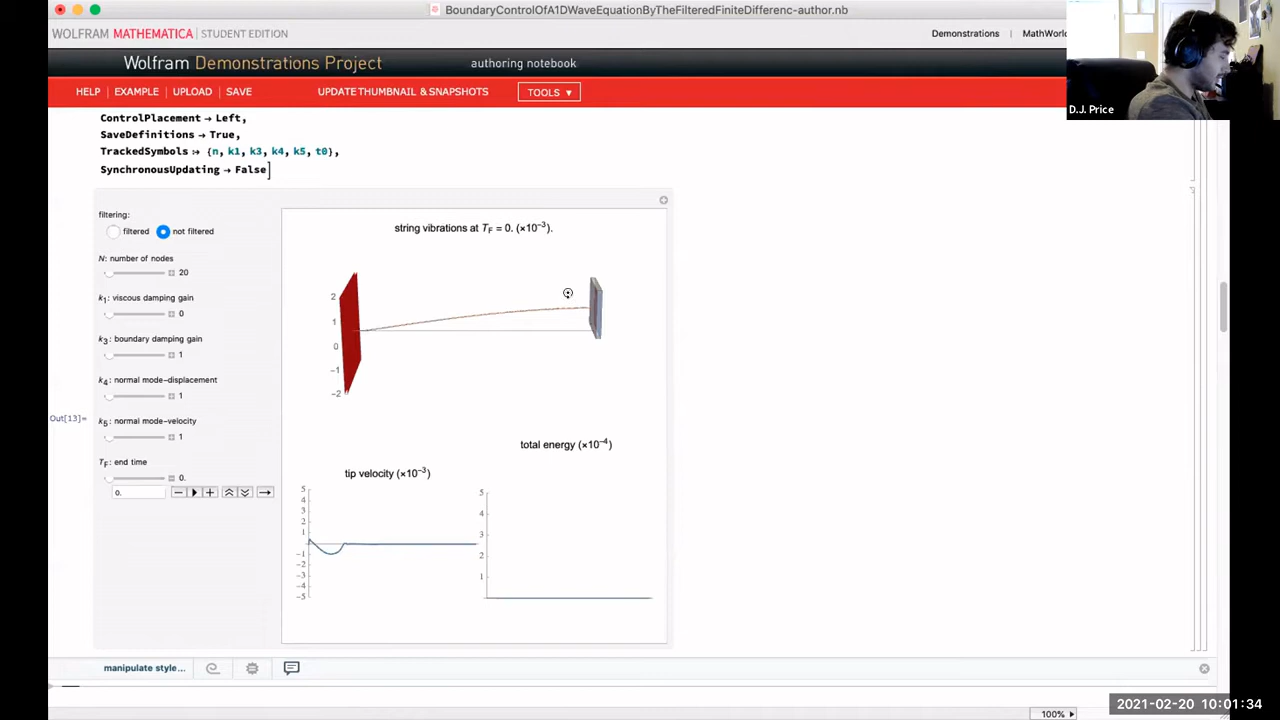 BoundaryControlOfA1DWaveEquationByTheFilteredFiniteDifferenc-author.nb
WOLFRAM MATHEMATICA | STUDENT EDITION
Demonstrations | MathWorl
Wolfram Demonstrations Project authoring notebook
HELP | EXAMPLE | UPLOAD | SAVE UPDATE THUMBNAIL & SNAPSHOTS TOOLS ▼
D.J. Price
ControlPlacement → Left,
SaveDefinitions → True,
TrackedSymbols :→ {n, k1, k3, k4, k5, t0},
SynchronousUpdating → False]
filtering:
filtered not filtered
N: number of nodes
20
k1: viscous damping gain
0
k3: boundary damping gain
1
k4: normal mode-displacement
1
k5: normal mode-velocity
1
TF: end time
0.
0.
Out[13]=
string vibrations at TF = 0. (×10⁻³).
2
1
0
−1
−2
total energy (×10⁻⁴)
tip velocity (×10⁻³)
5
4
3
2
1
−1
−2
−3
−4
−5
5
4
3
2
1
manipulate style...
100% ▶
2021-02-20 10:01:34